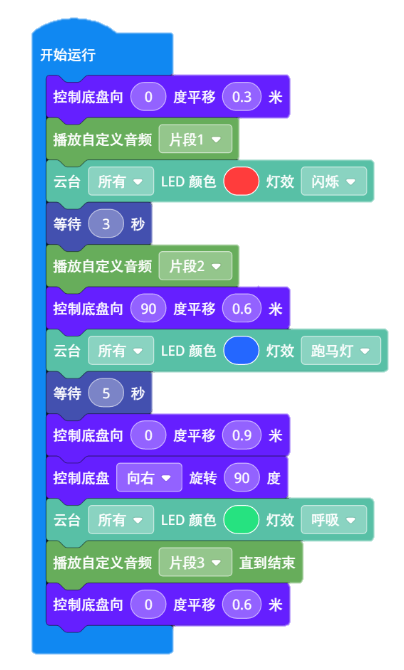 开始运行
控制底盘向 0 度平移 0.3 米
播放自定义音频 片段1
云台 所有 LED 颜色 灯效 闪烁
等待 3 秒
播放自定义音频 片段2
控制底盘向 90 度平移 0.6 米
云台 所有 LED 颜色 灯效 跑马灯
等待 5 秒
控制底盘向 0 度平移 0.9 米
控制底盘 向右 旋转 90 度
云台 所有 LED 颜色 灯效 呼吸
播放自定义音频 片段3 直到结束
控制底盘向 0 度平移 0.6 米